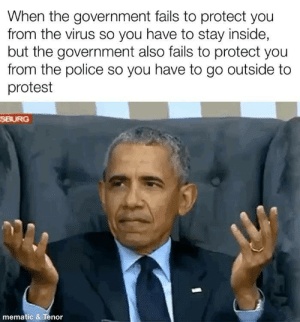 When the government fails to protect you
from the virus so you have to stay inside,
but the government also fails to protect you
from the police so you have to go outside to
protest
SBURG
mematic & Tenor